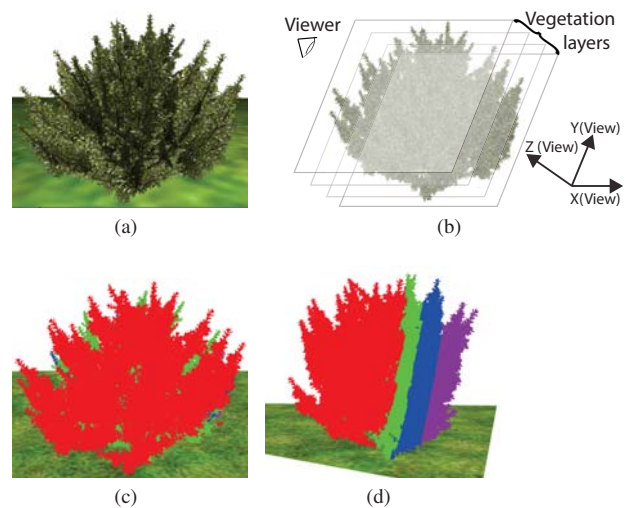 Viewer
Vegetation
layers
Y(View)
Z (View)
X(View)
(a)
(b)
(c)
(d)